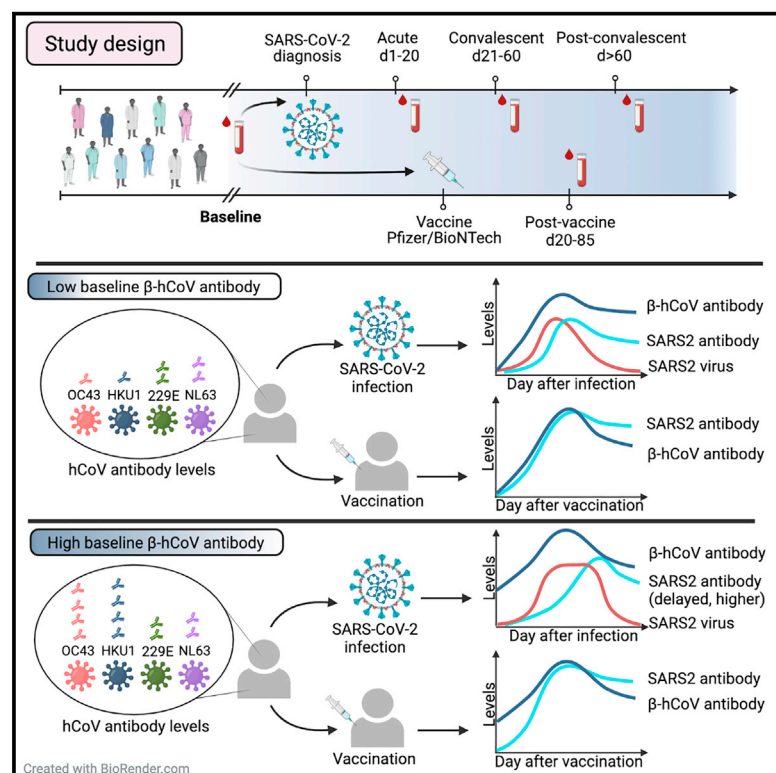 Study design
SARS-CoV-2
diagnosis
Acute
d1-20
Convalescent
d21-60
Post-convalescent
d>60
Baseline
Vaccine
Pfizer/BioNTech
Post-vaccine
d20-85
Low baseline β-hCoV antibody
OC43 HKU1 229E NL63
hCoV antibody levels
SARS-CoV-2
infection
Vaccination
Levels
β-hCoV antibody
SARS2 antibody
SARS2 virus
Day after infection
Levels
SARS2 antibody
β-hCoV antibody
Day after vaccination
High baseline β-hCoV antibody
OC43 HKU1 229E NL63
hCoV antibody levels
SARS-CoV-2
infection
Vaccination
Levels
β-hCoV antibody
SARS2 antibody
(delayed, higher)
SARS2 virus
Day after infection
Levels
SARS2 antibody
β-hCoV antibody
Day after vaccination
Created with BioRender.com